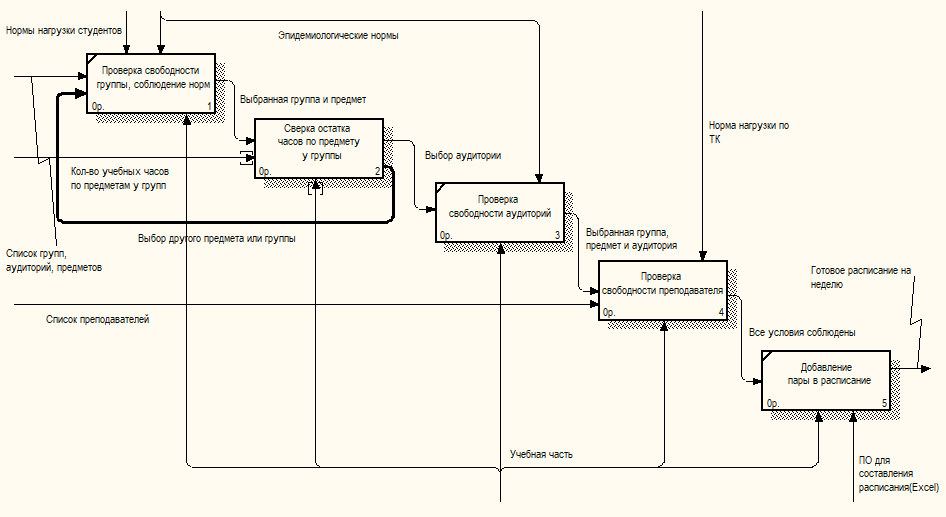 Нормы нагрузки студентов
Эпидемиологические нормы
Проверка свободности
группы, соблюдение норм
0р.
1
Выбранная группа и предмет
Сверка остатка
часов по предмету
у группы
0р.
2
Норма нагрузки по
ТК
Кол-во учебных часов
по предметам у групп
Выбор аудитории
Проверка
свободности аудиторий
0р.
3
Выбор другого предмета или группы
Список групп,
аудиторий, предметов
Выбранная группа,
предмет и аудитория
Проверка
свободности преподавателя
0р.
4
Готовое расписание на
неделю
Список преподавателей
Все условия соблюдены
Добавление
пары в расписание
0р.
5
Учебная часть
ПО для
составления
расписания(Excel)